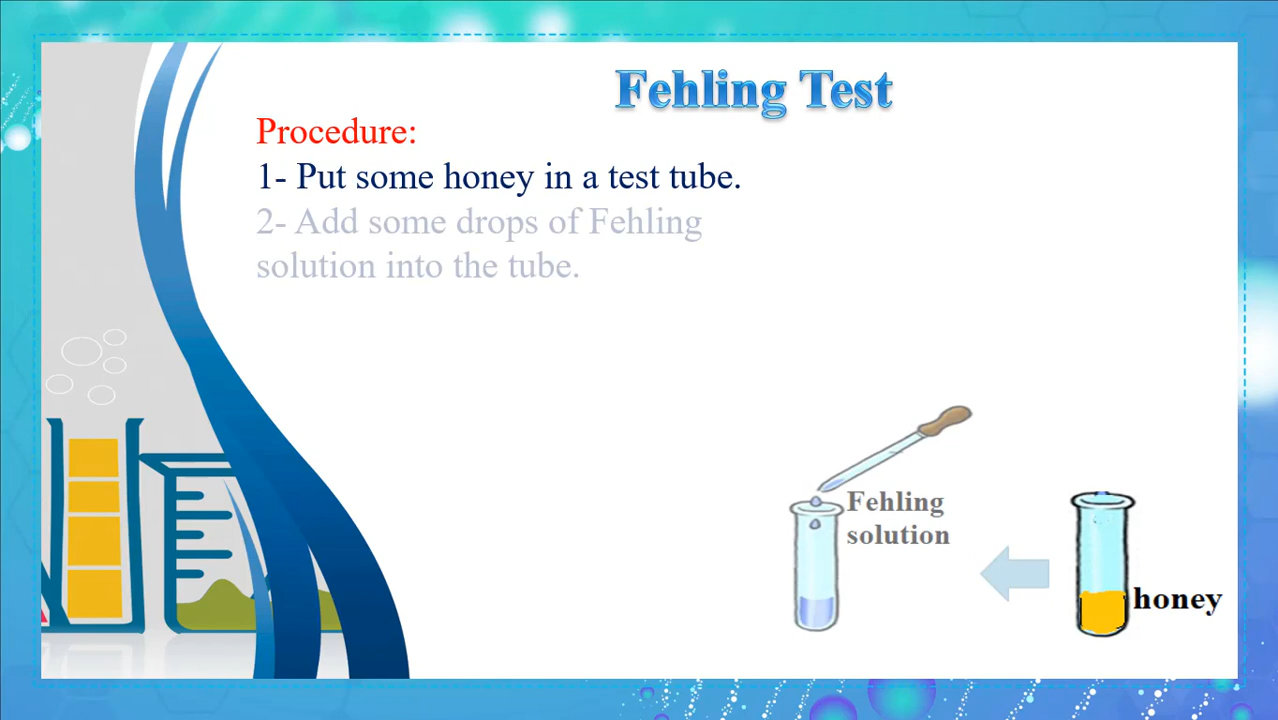 Fehling Test
Procedure:
1- Put some honey in a test tube.
2- Add some drops of Fehling
solution into the tube.
Fehling
solution
honey